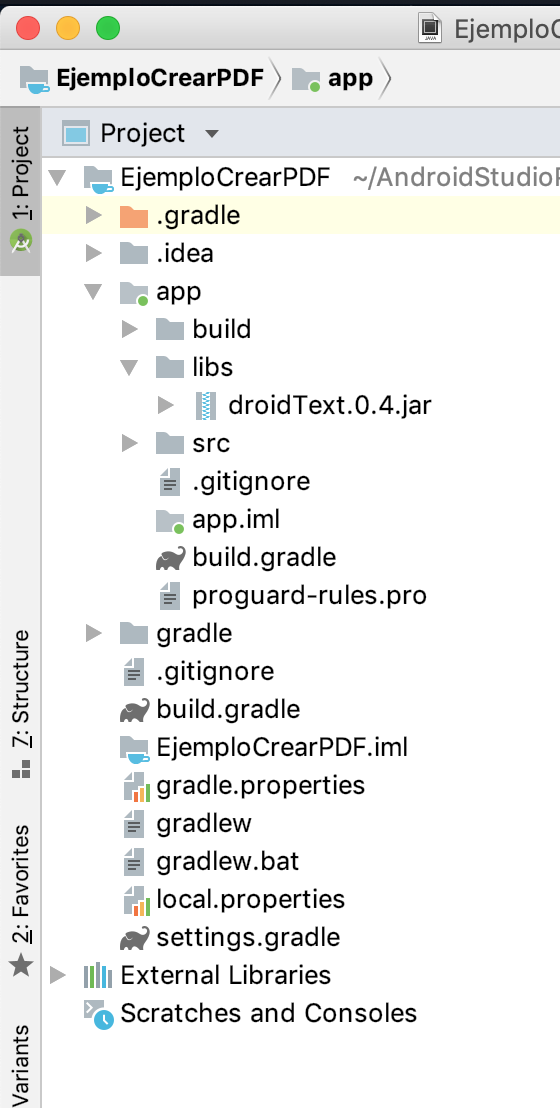 EjemploC
EjemploCrearPDF app
1: Project
Project
EjemploCrearPDF ~/AndroidStudioP
.gradle
.idea
app
build
libs
droidText.0.4.jar
src
.gitignore
app.iml
build.gradle
proguard-rules.pro
gradle
.gitignore
build.gradle
EjemploCrearPDF.iml
gradle.properties
gradlew
gradlew.bat
local.properties
settings.gradle
External Libraries
Scratches and Consoles
7: Structure
2: Favorites
Variants
JAVA